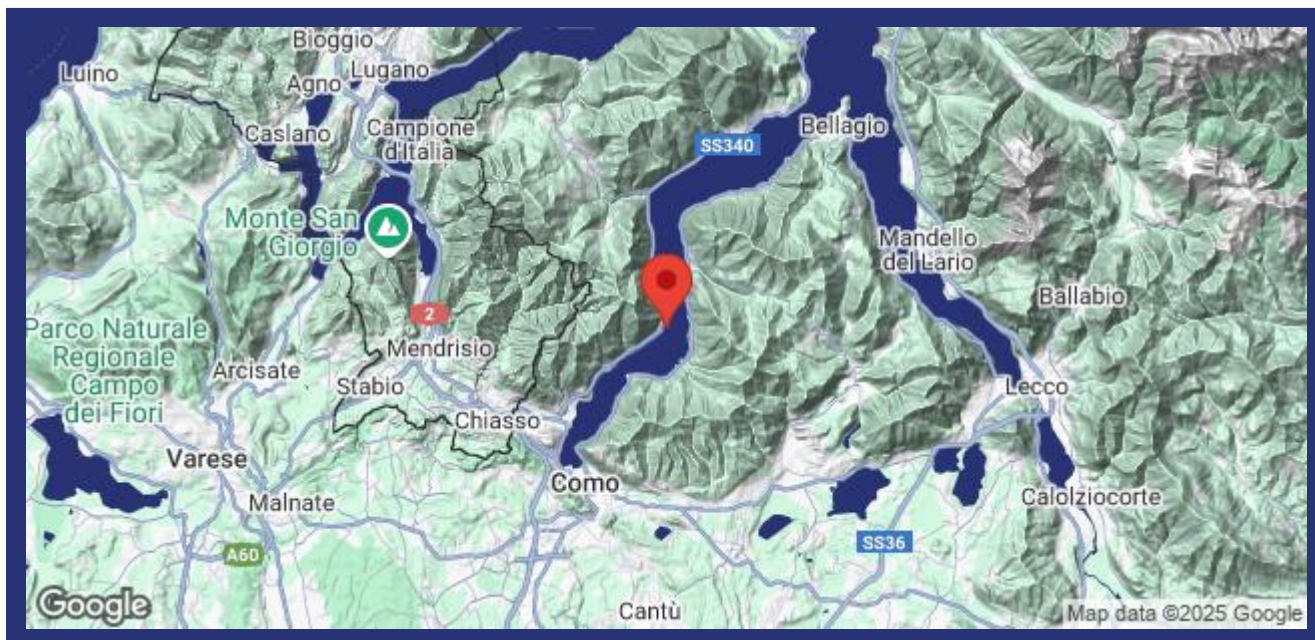 Bioggio
Luino
Agno
Lugano
Caslano
Campione
d'Italia
SS340
Bellagio
Monte San
Giorgio
Mandello
del Lario
Ballabio
2
Parco Naturale
Regionale
Campo
dei Fiori
Mendrisio
Arcisate
Stabio
Lecco
Chiasso
Varese
Como
Malnate
Calolziocorte
A60
SS36
Google
Cantù
Map data ©2025 Google